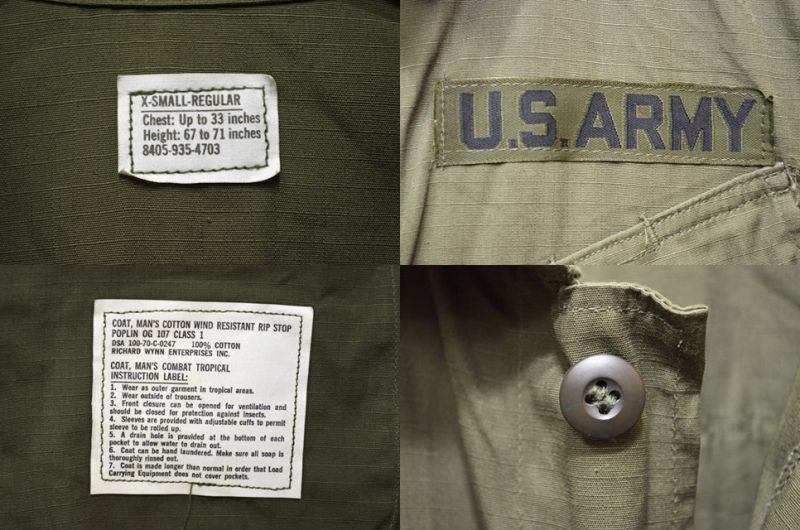 X-SMALL-REGULAR
Chest: Up to 33 inches
Height: 67 to 71 inches
8405-935-4703
U.S.ARMY
COAT, MAN'S COTTON WIND RESISTANT RIP STOP
POPLIN OG 107 CLASS 1
DSA 100-70-C-0247 100% COTTON
RICHARD WYNN ENTERPRISES INC.
COAT, MAN'S COMBAT TROPICAL
INSTRUCTION LABEL:
1. Wear as outer garment in tropical areas.
2. Wear outside of trousers.
3. Front closure can be opened for ventilation and
should be closed for protection against insects.
4. Sleeves are provided with adjustable cuffs to permit
sleeve to be rolled up.
5. A drain hole is provided at the bottom of each
pocket to allow water to drain out.
6. Coat can be hand laundered. Make sure all soap is
thoroughly rinsed out.
7. Coat is made longer than normal in order that Load
Carrying Equipment does not cover pockets.